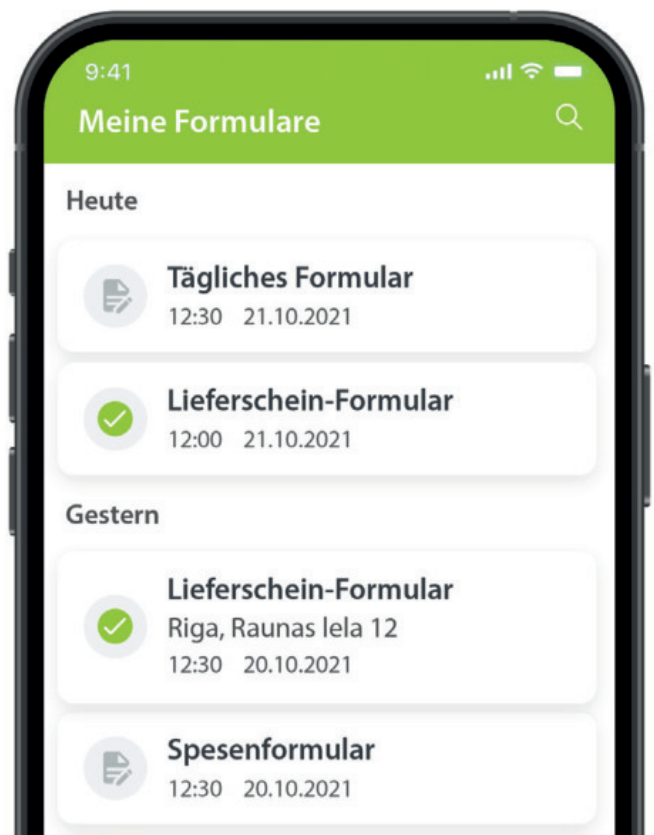 9:41
Meine Formulare
Heute
Tägliches Formular
12:30 21.10.2021
Lieferschein-Formular
12:00 21.10.2021
Gestern
Lieferschein-Formular
Riga, Raunas lela 12
12:30 20.10.2021
Spesenformular
12:30 20.10.2021